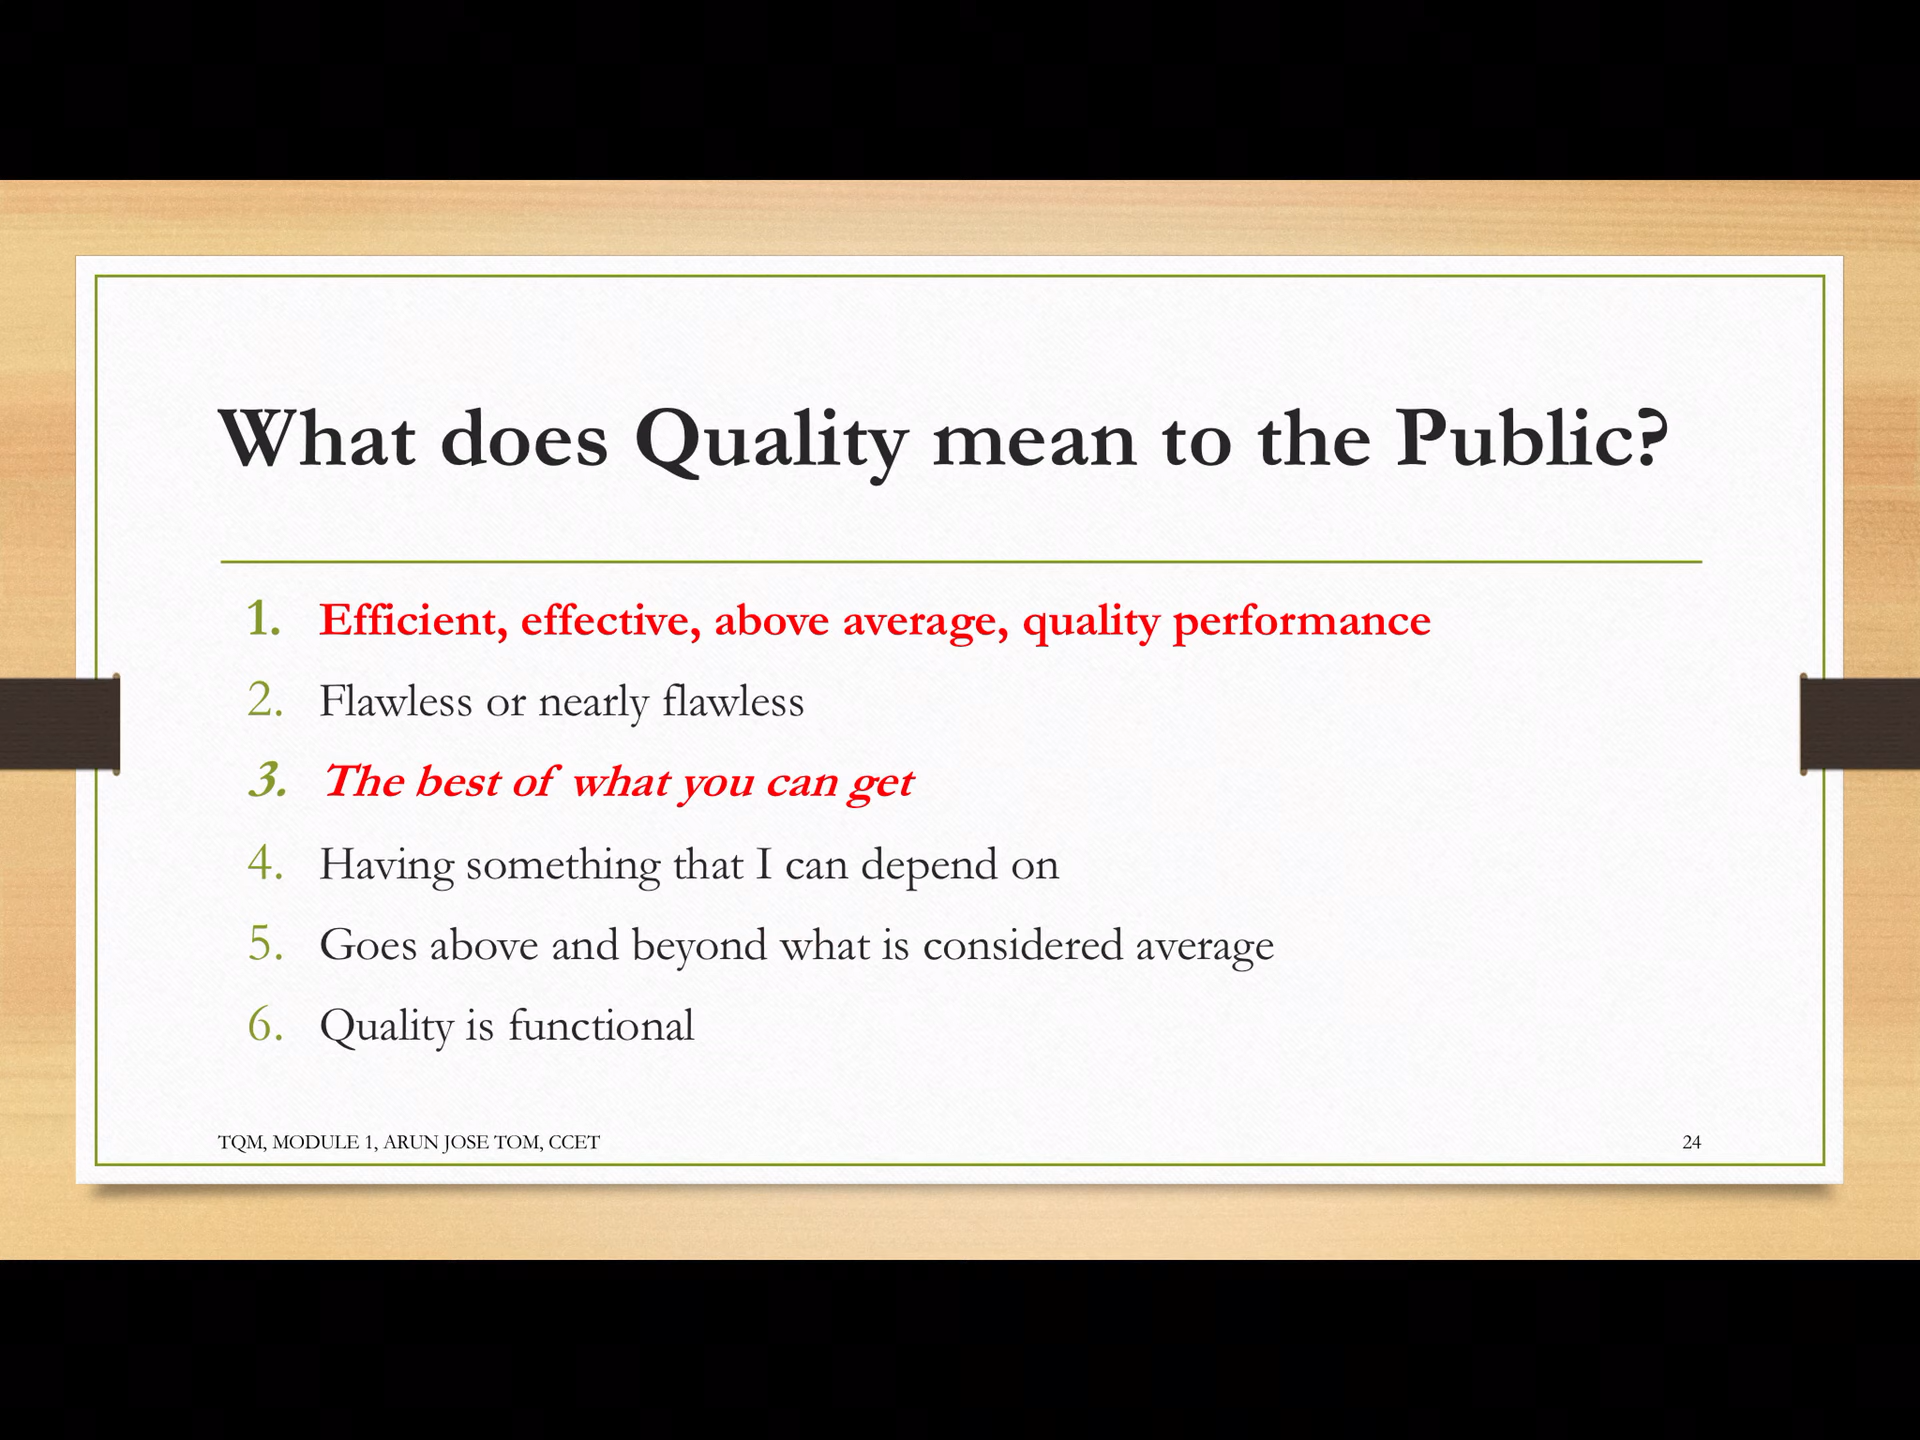 What does Quality mean to the Public?
1. Efficient, effective, above average, quality performance
2. Flawless or nearly flawless
3. The best of what you can get
4. Having something that I can depend on
5. Goes above and beyond what is considered average
6. Quality is functional
TQM, MODULE 1, ARUN JOSE TOM, CCET
24